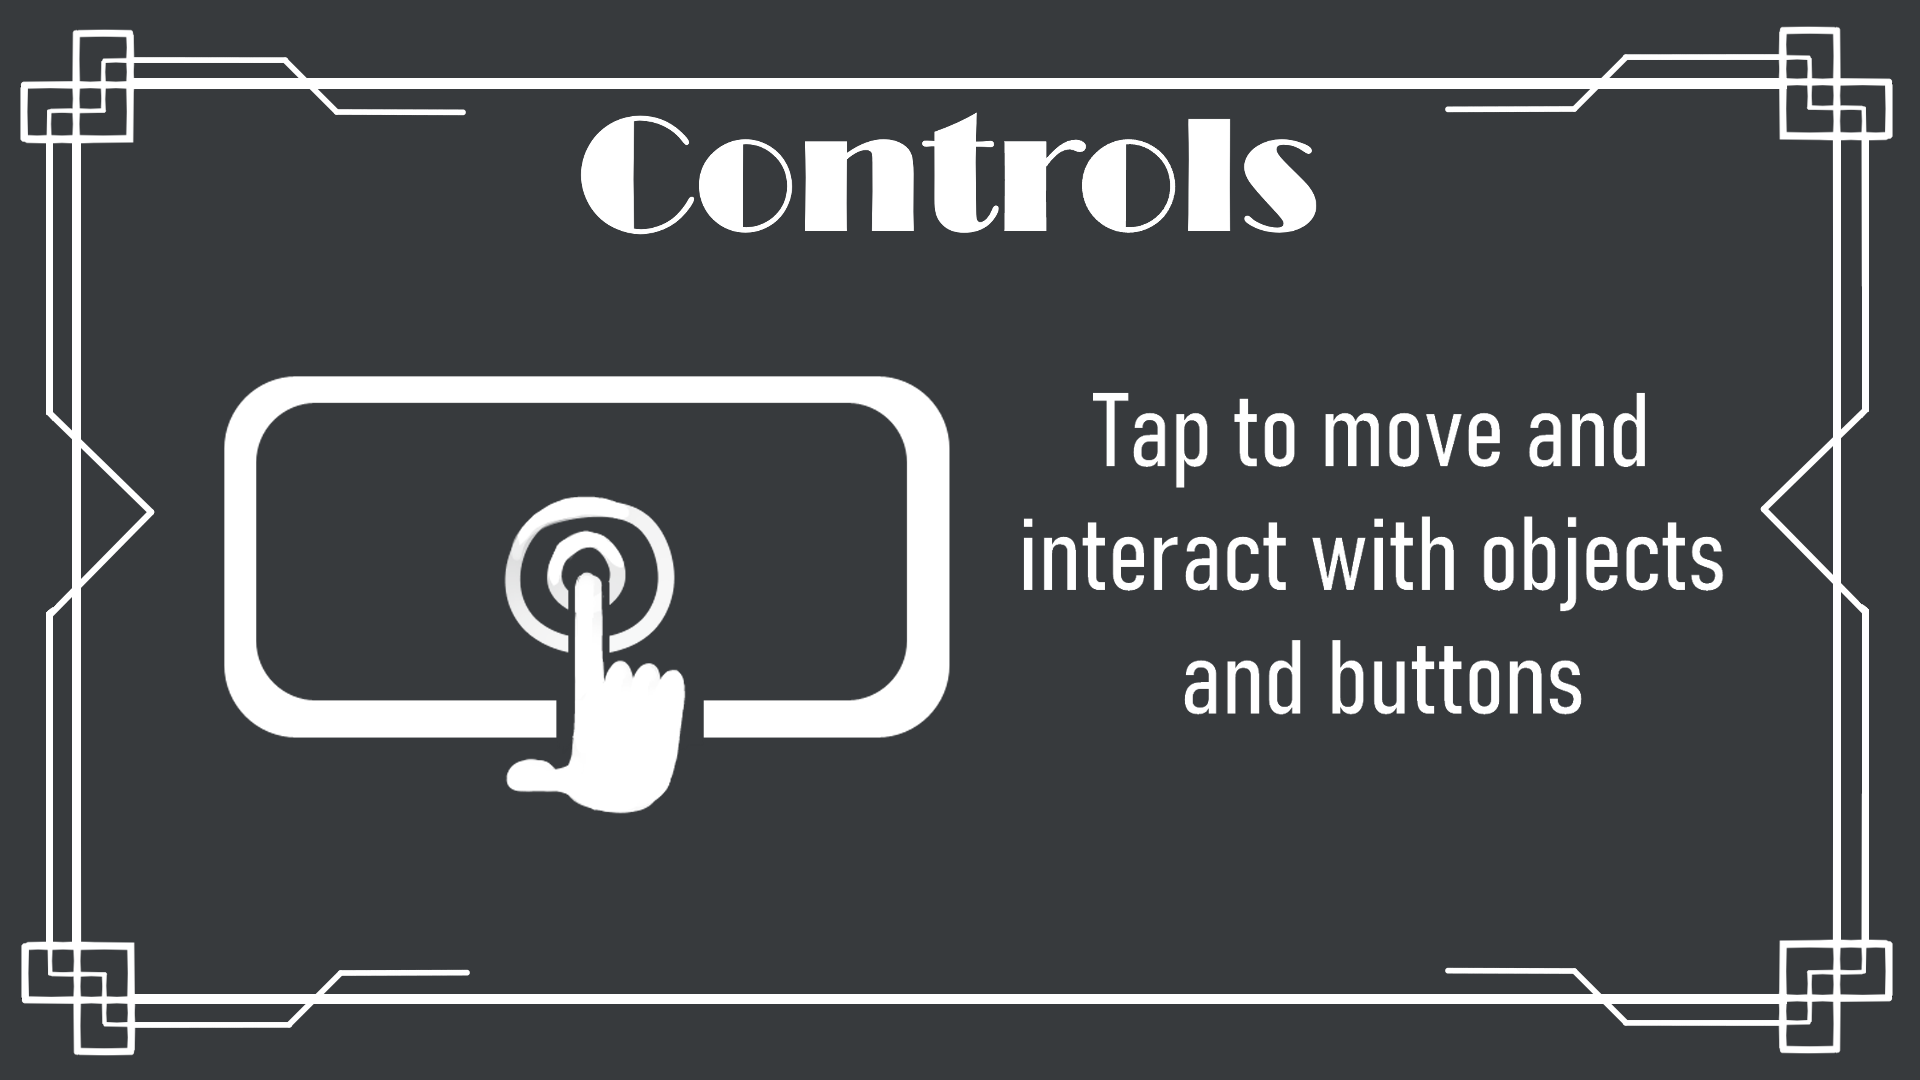 Controls
Tap to move and
interact with objects
and buttons